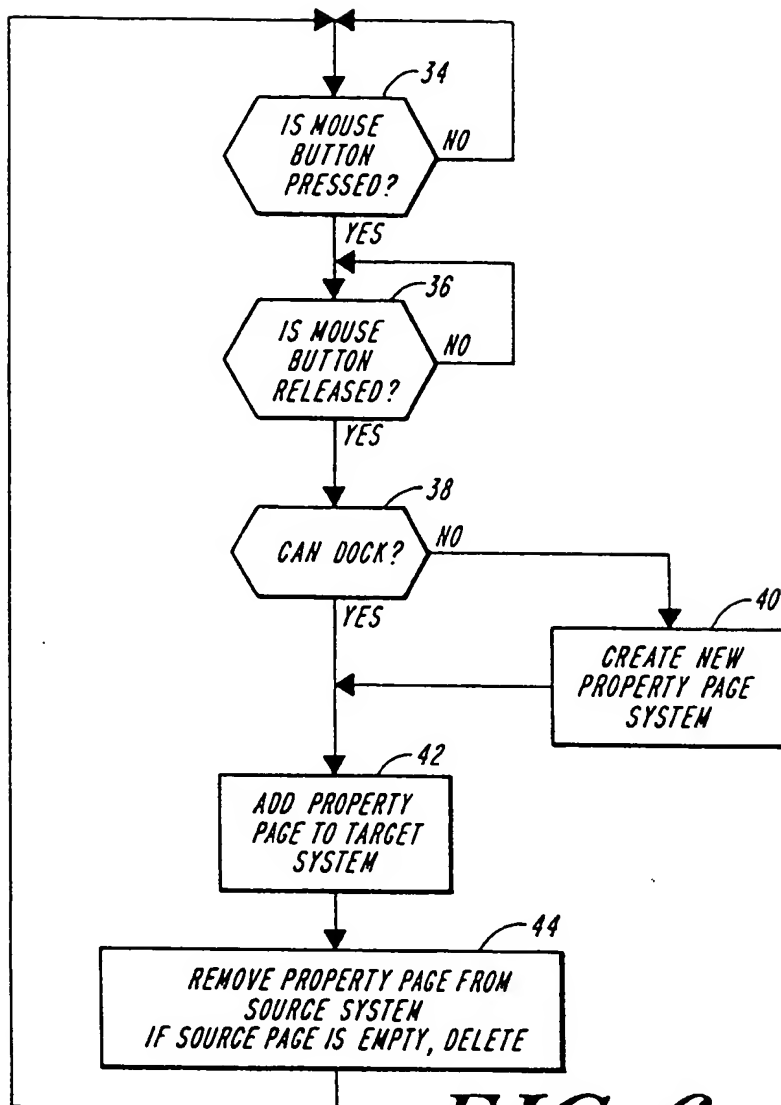 34
IS MOUSE
BUTTON
PRESSED?
NO
YES
36
IS MOUSE
BUTTON
RELEASED?
NO
YES
38
CAN DOCK?
NO
YES
40
CREATE NEW
PROPERTY PAGE
SYSTEM
42
ADD PROPERTY
PAGE TO TARGET
SYSTEM
44
REMOVE PROPERTY PAGE FROM
SOURCE SYSTEM
IF SOURCE PAGE IS EMPTY, DELETE